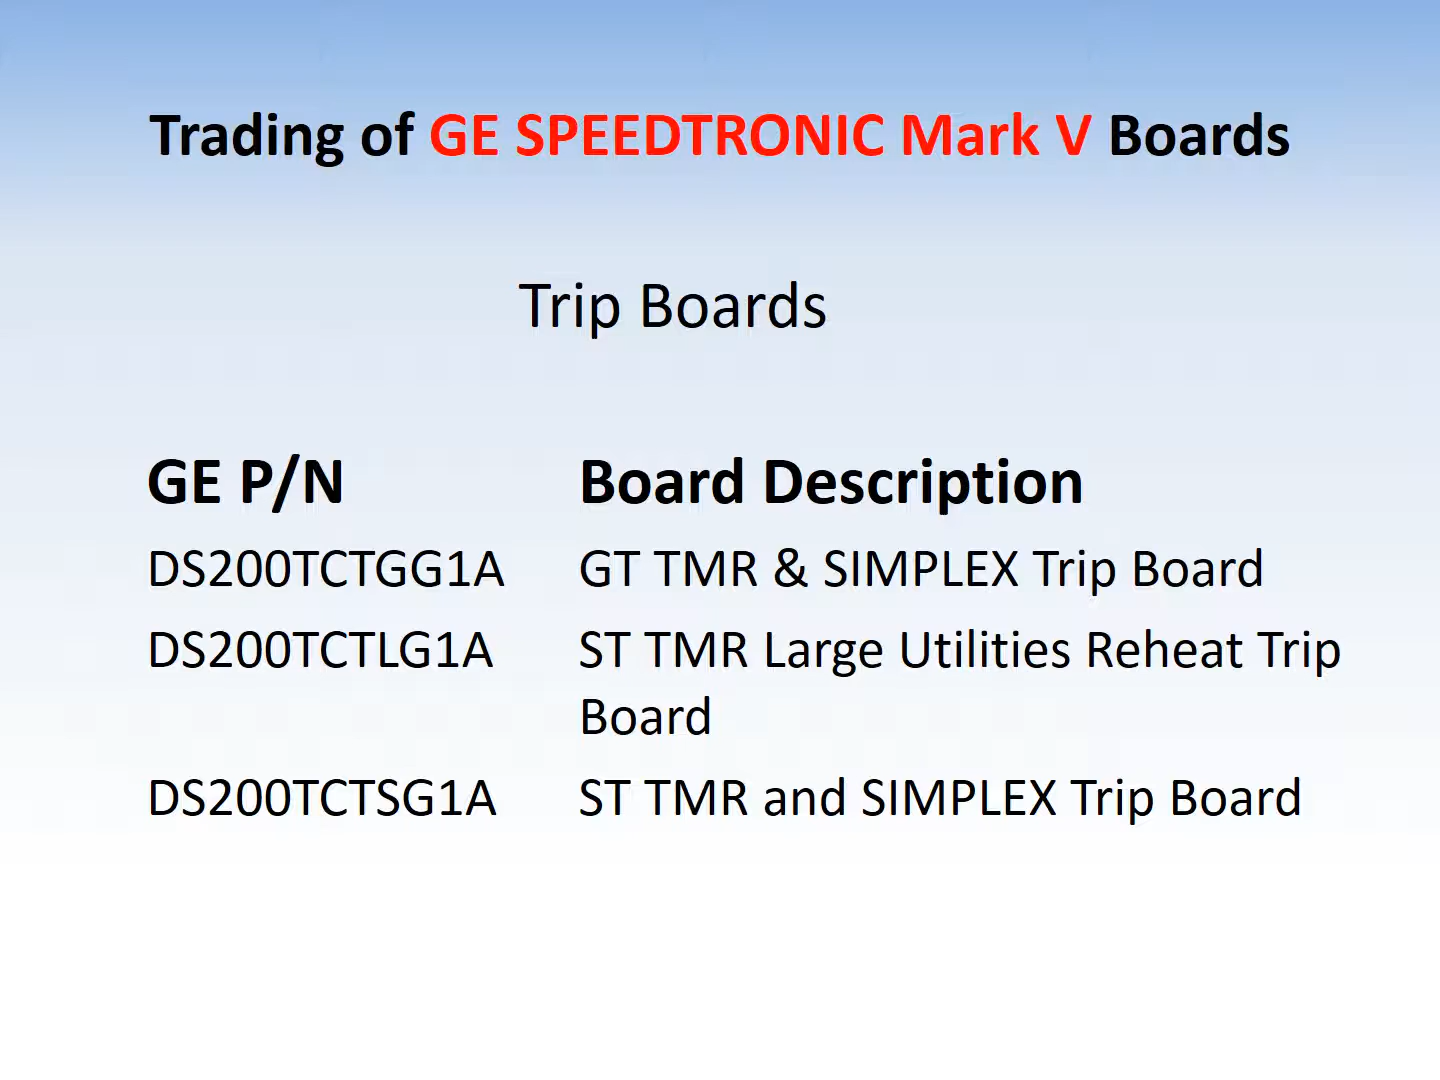 Trading of GE SPEEDTRONIC Mark V Boards
Trip Boards
GE P/N Board Description
DS200TCTGG1A GT TMR & SIMPLEX Trip Board
DS200TCTLG1A ST TMR Large Utilities Reheat Trip
Board
DS200TCTSG1A ST TMR and SIMPLEX Trip Board